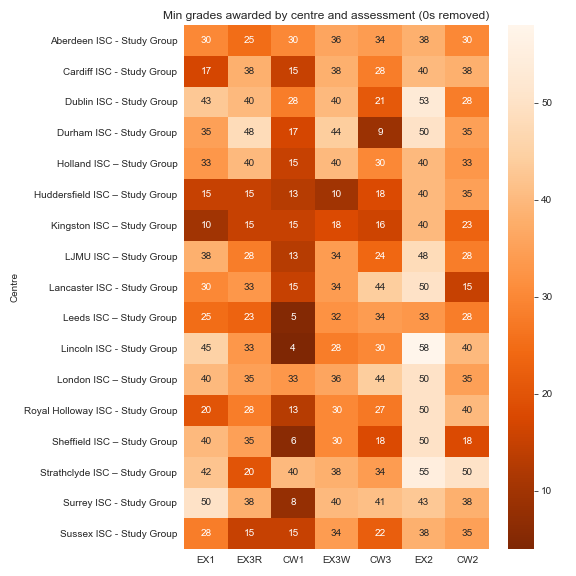 Min grades awarded by centre and assessment (0s removed)
Aberdeen ISC - Study Group 30 25 30 36 34 38 30
Cardiff ISC - Study Group 17 38 15 38 28 40 38
Dublin ISC - Study Group 43 40 28 40 21 53 28
Durham ISC - Study Group 35 48 17 44 9 50 35
Holland ISC - Study Group 33 40 15 40 30 40 33
Huddersfield ISC – Study Group 15 15 13 10 18 40 35
Kingston ISC - Study Group 10 15 15 18 16 40 23
LJMU ISC - Study Group 38 28 13 34 24 48 28
Lancaster ISC - Study Group 30 33 15 34 44 50 15
Leeds ISC – Study Group 25 23 5 32 34 33 28
Lincoln ISC - Study Group 45 33 4 28 30 58 40
London ISC – Study Group 40 35 33 36 44 50 35
Royal Holloway ISC - Study Group 20 28 13 30 27 50 40
Sheffield ISC – Study Group 40 35 6 30 18 50 18
Strathclyde ISC – Study Group 42 20 40 38 34 55 50
Surrey ISC - Study Group 50 38 8 40 41 43 38
Sussex ISC - Study Group 28 15 15 34 22 38 35
EX1 EX3R CW1 EX3W CW3 EX2 CW2
Centre
50
40
30
20
10